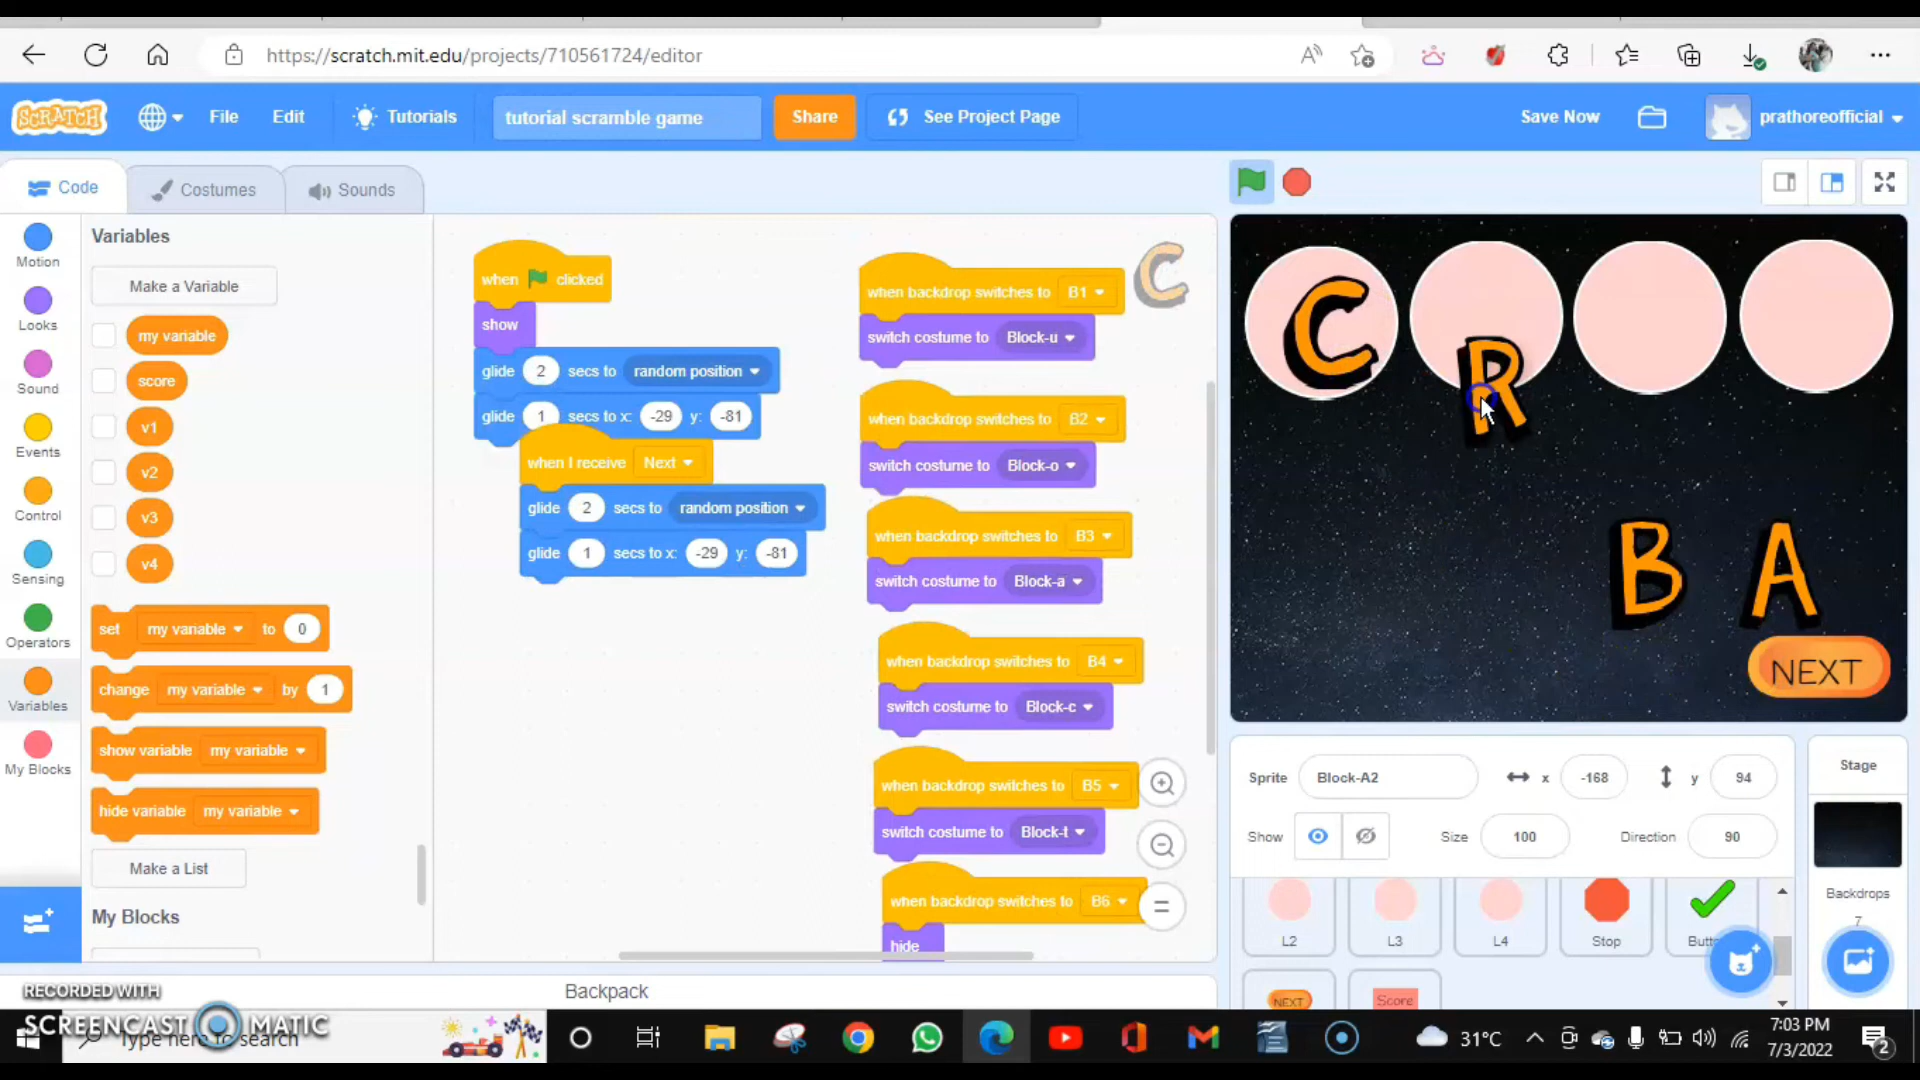 https://scratch.mit.edu/projects/710561724/editor
SCRATCH File Edit Tutorials tutorial scramble game Share See Project Page Save Now prathoreofficial
Code Costumes Sounds
Motion
Looks
Sound
Events
Control
Sensing
Operators
Variables
My Blocks
Variables
Make a Variable
my variable
score
v1
v2
v3
v4
set my variable to 0
change my variable by 1
show variable my variable
hide variable my variable
Make a List
My Blocks
when clicked
show
glide 2 secs to random position
glide 1 secs to x: -29 y: -81
when I receive Next
glide 2 secs to random position
glide 1 secs to x: -29 y: -81
C
when backdrop switches to B1
switch costume to Block-u
when backdrop switches to B2
switch costume to Block-o
when backdrop switches to B3
switch costume to Block-a
when backdrop switches to B4
switch costume to Block-c
when backdrop switches to B5
switch costume to Block-t
when backdrop switches to B6
hide
Backpack
C
R
B A
NEXT
Sprite Block-A2 x -168 y 94
Show Size 100 Direction 90
L2 L3 L4 Stop
NEXT Score
Stage
Backdrops
7
RECORDED WITH
SCREENCAST MATIC
Type here to search
31°C
7:03 PM
7/3/2022
2